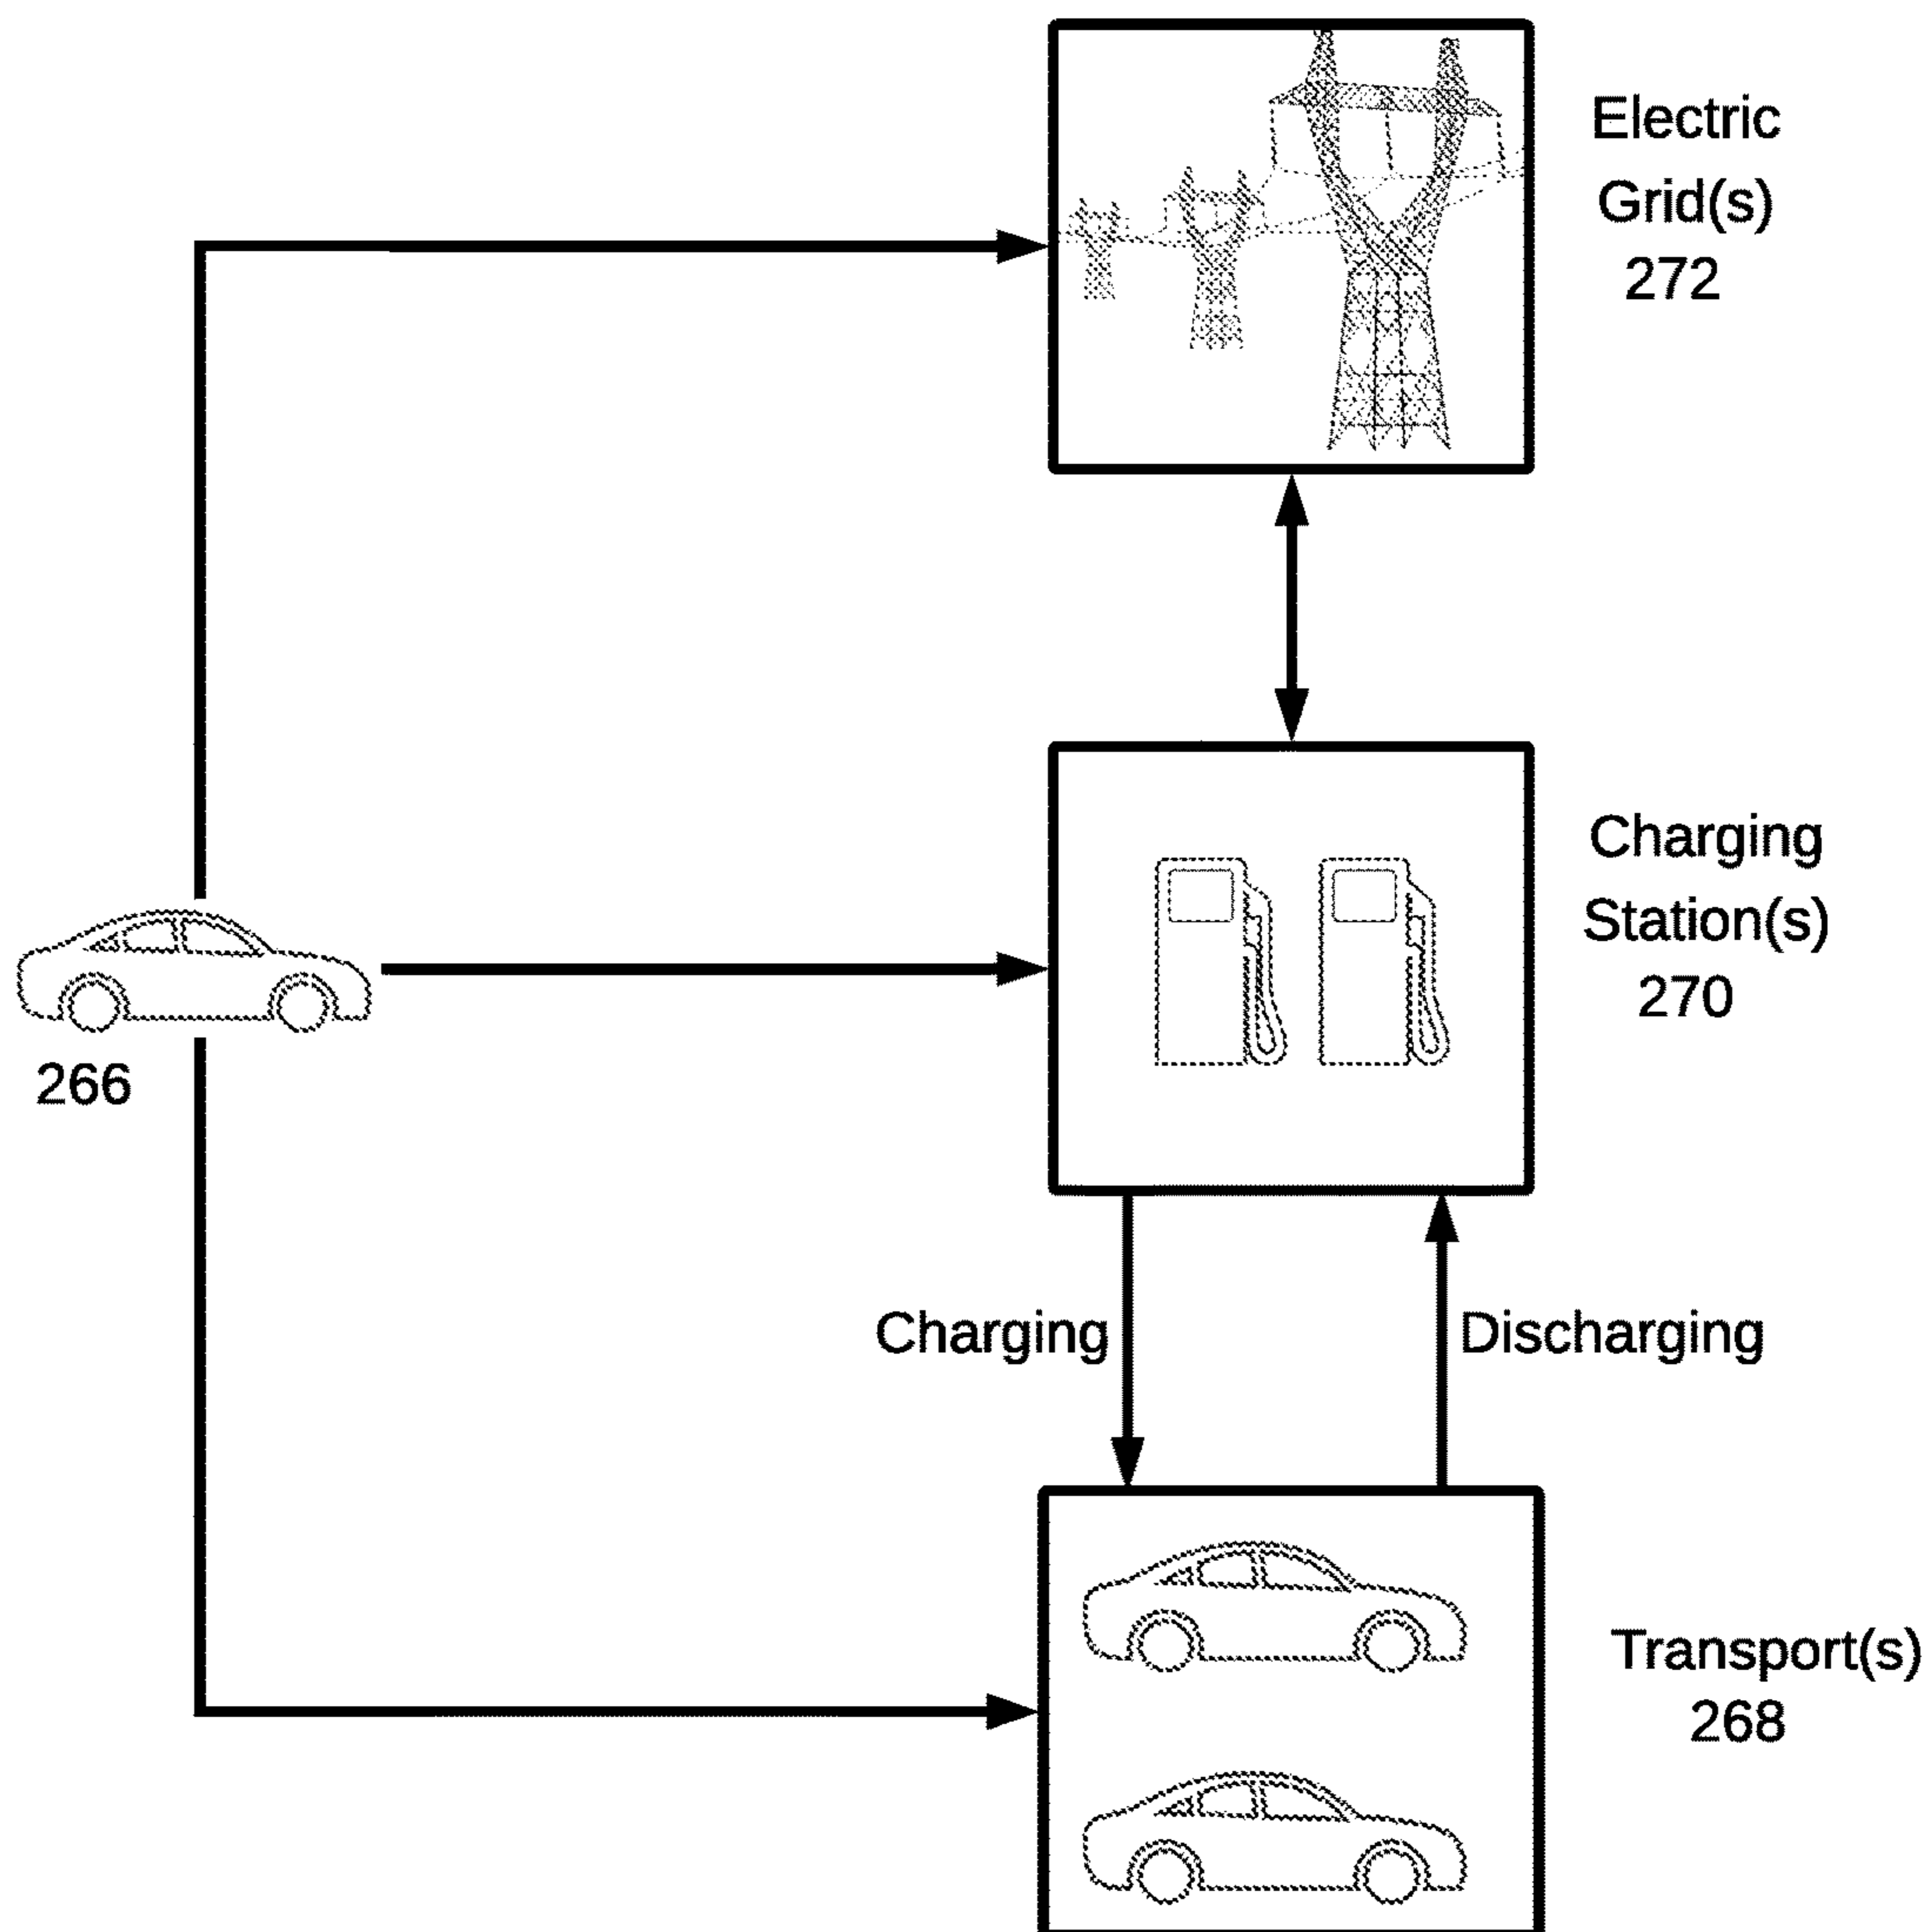 Electric
Grid(s)
272
Charging
Station(s)
270
266
Charging
Discharging
Transport(s)
268